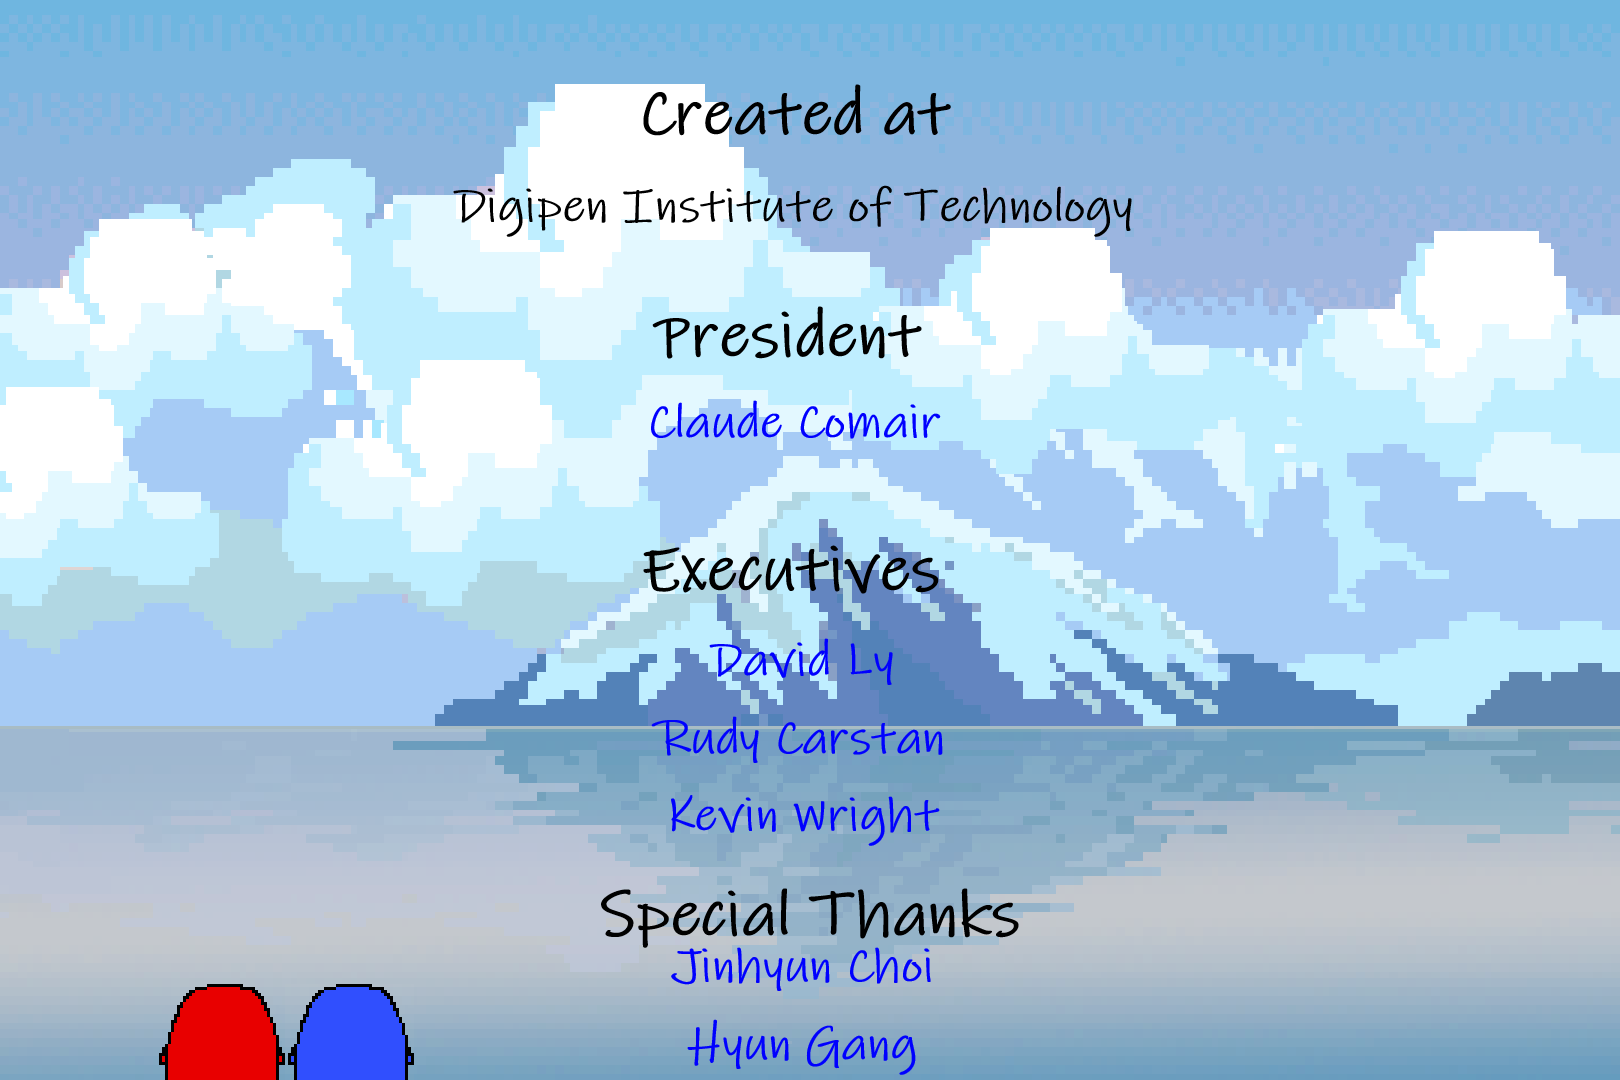 Created at
Digipen Institute of Technology
President
Claude Comair
Executives
David Ly
Rudy Carstan
Kevin Wright
Special Thanks
Jinhyun Choi
Hyun Gang